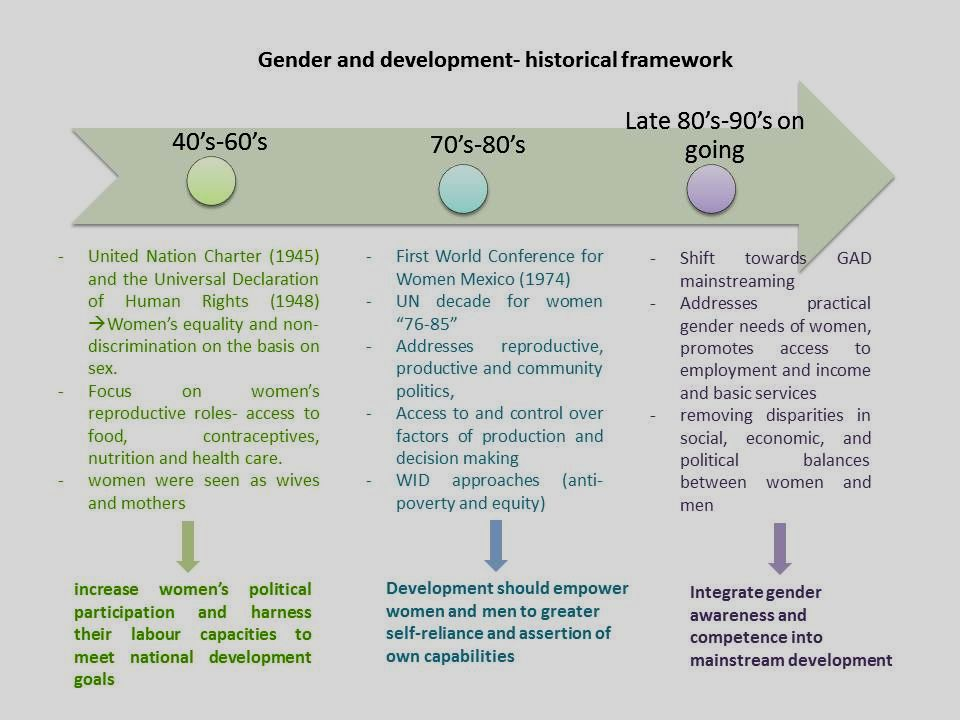 Gender and development- historical framework
40’s-60’s
70’s-80’s
Late 80’s-90’s on
going
- United Nation Charter (1945)
and the Universal Declaration
of Human Rights (1948)
→Women’s equality and non-
discrimination on the basis on
sex.
- Focus on women’s
reproductive roles- access to
food, contraceptives,
nutrition and health care.
- women were seen as wives
and mothers
- First World Conference for
Women Mexico (1974)
- UN decade for women
“76-85”
- Addresses reproductive,
productive and community
politics,
- Access to and control over
factors of production and
decision making
- WID approaches (anti-
poverty and equity)
- Shift towards GAD
mainstreaming
- Addresses practical
gender needs of women,
promotes access to
employment and income
and basic services
- removing disparities in
social, economic, and
political balances
between women and
men
increase women’s political
participation and harness
their labour capacities to
meet national development
goals
Development should empower
women and men to greater
self-reliance and assertion of
own capabilities
Integrate gender
awareness and
competence into
mainstream development